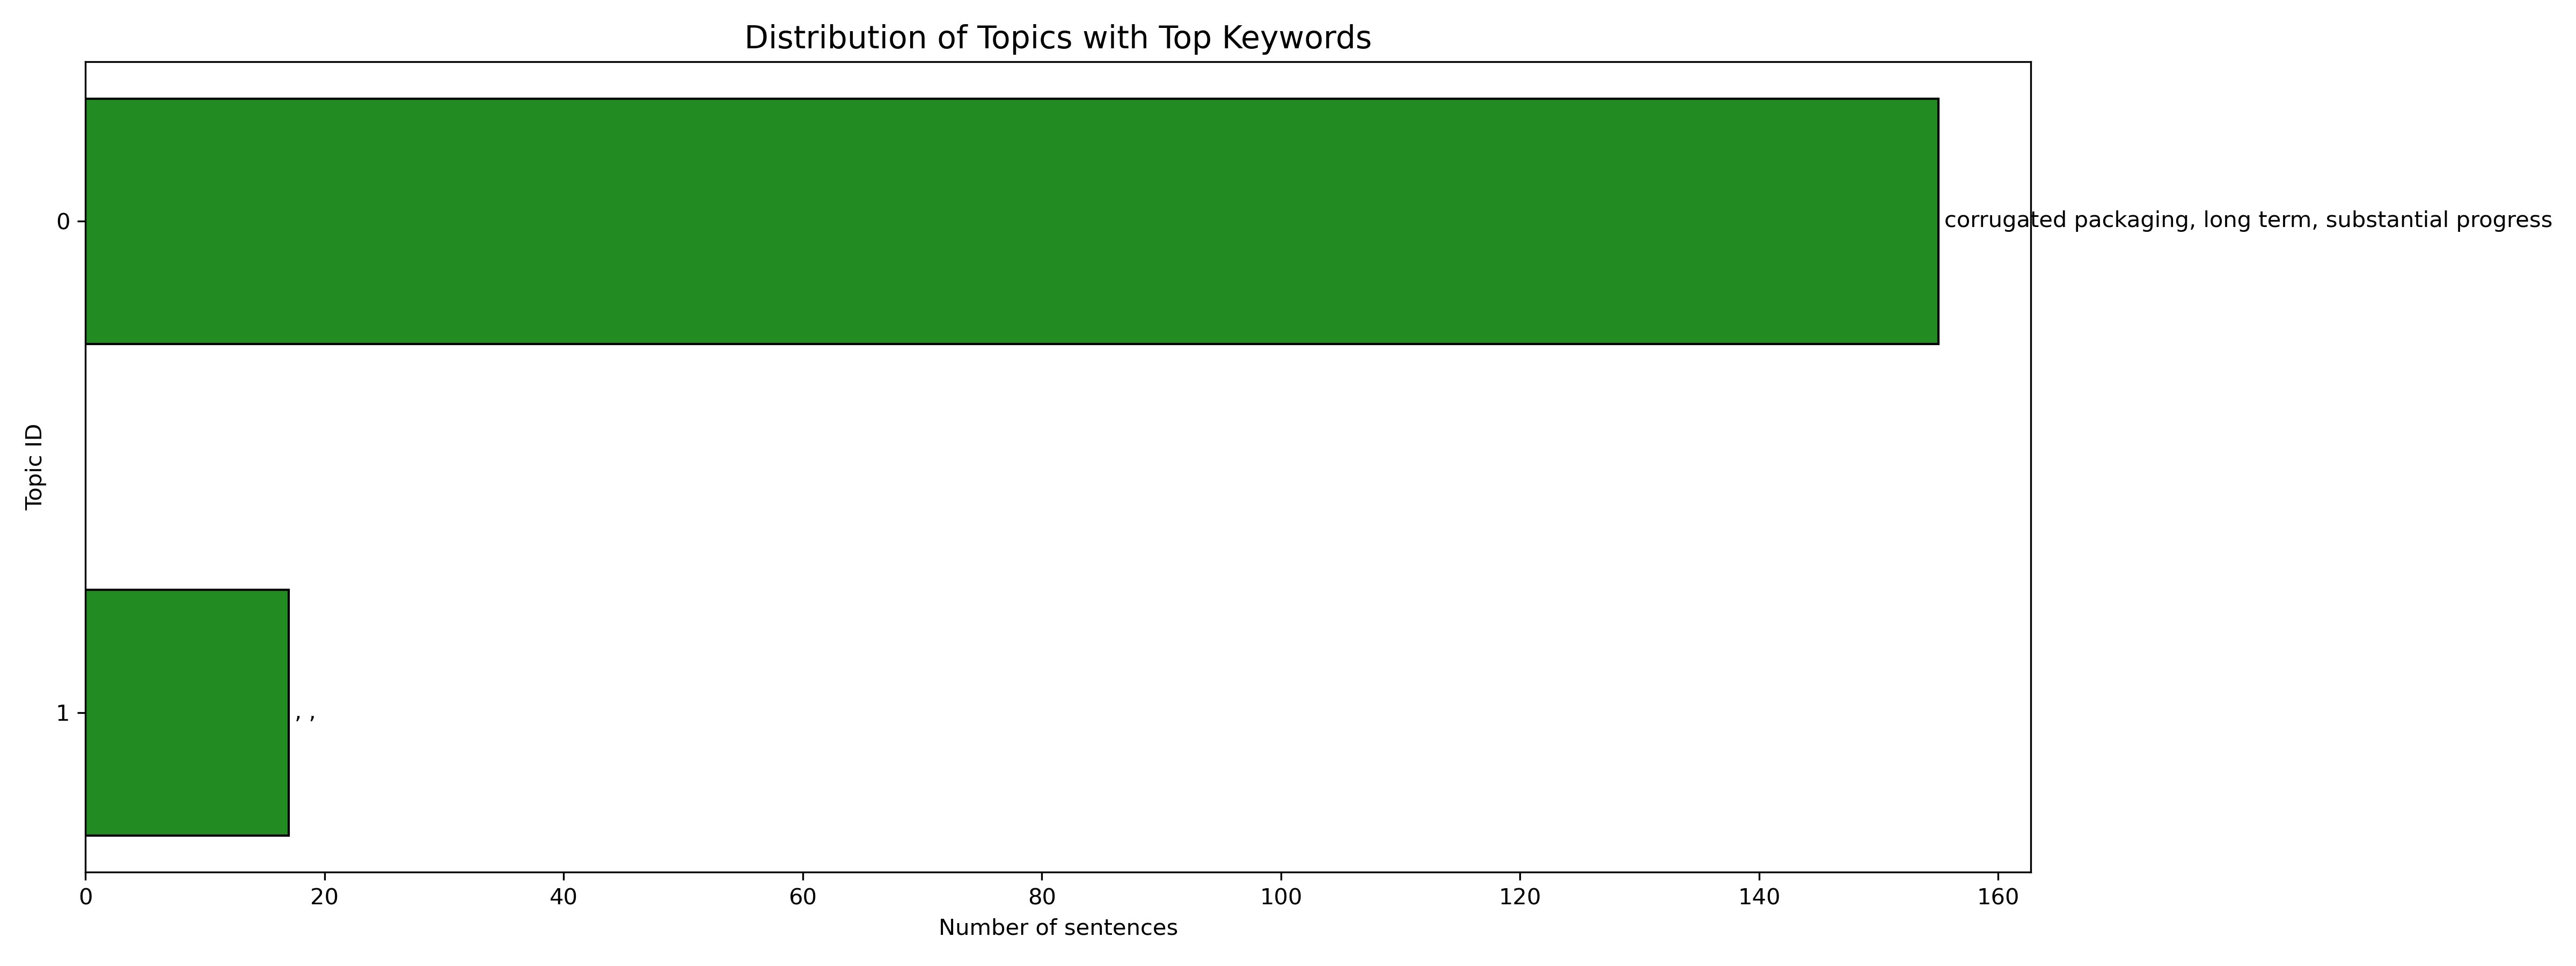 Distribution of Topics with Top Keywords
Topic ID
0
corrugated packaging, long term, substantial progress
1
, ,
0 20 40 60 80 100 120 140 160
Number of sentences